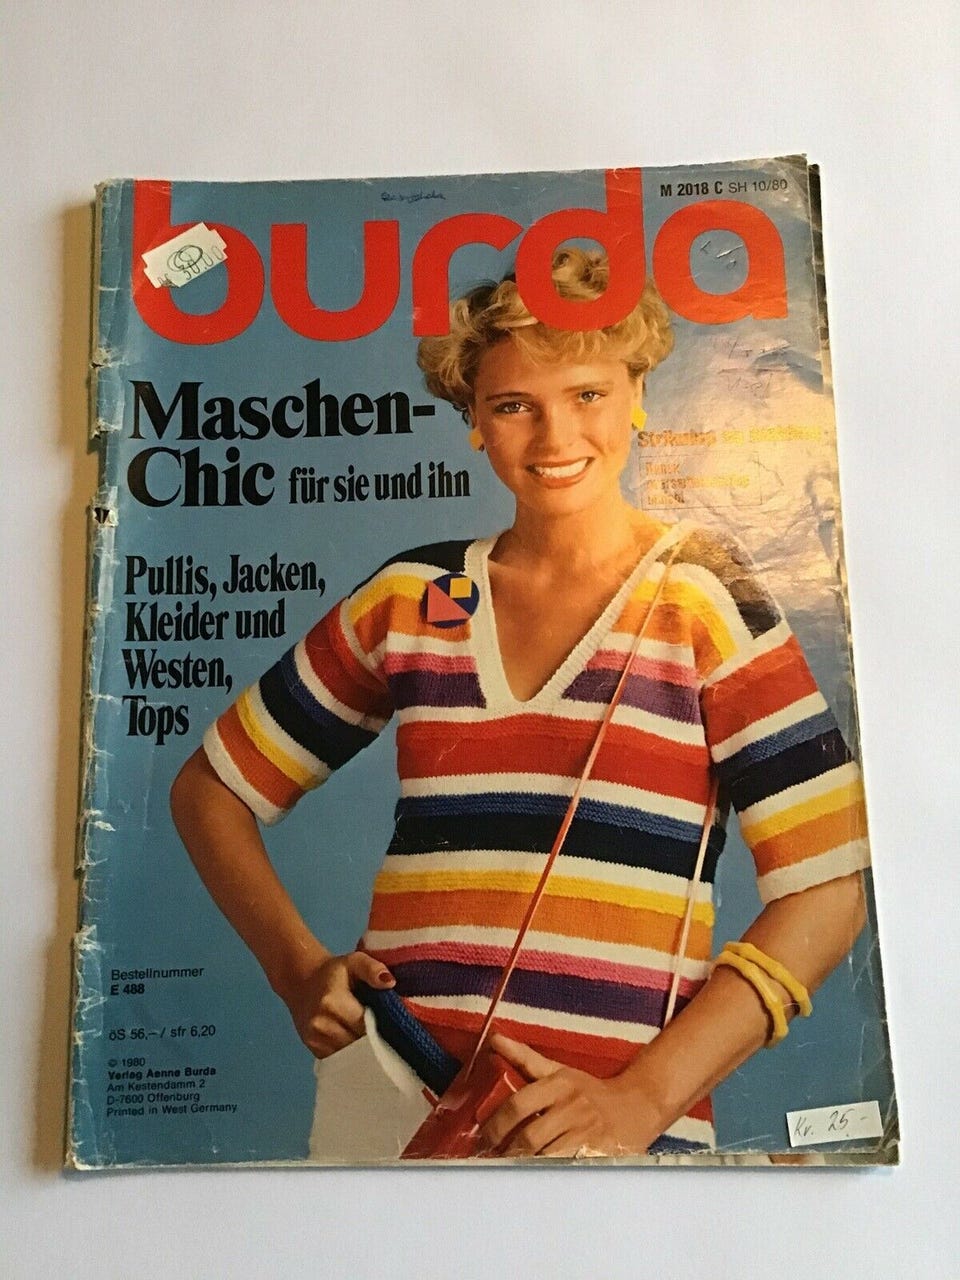 burda
M 2018 C SH 10/80
30.00
Maschen-
Chic für sie und ihn
Pullis, Jacken,
Kleider und
Westen,
Tops
Bestellnummer
E 488
öS 56,– / sfr 6,20
© 1980
Verlag Aenne Burda
Am Kestendamm 2
D-7600 Offenburg
Printed in West Germany
Kr. 25.-